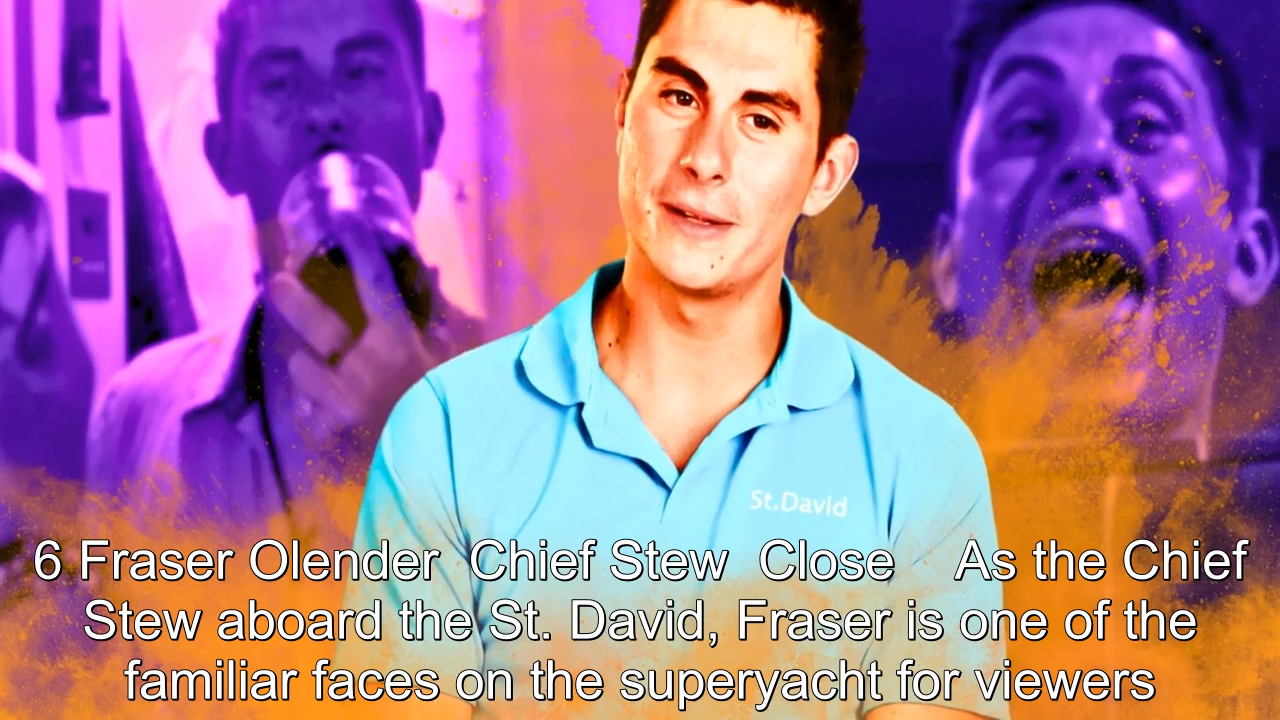 St.David
6 Fraser Olender Chief Stew Close As the Chief
Stew aboard the St. David, Fraser is one of the
familiar faces on the superyacht for viewers